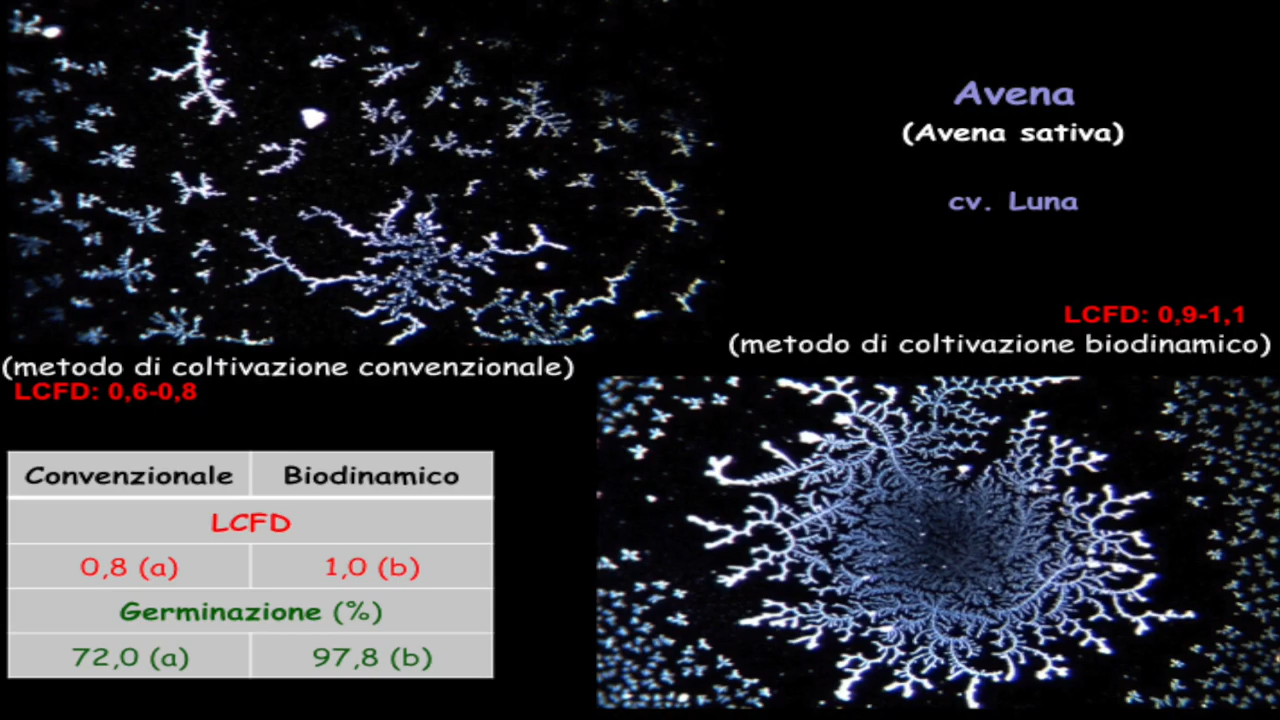 Avena
(Avena sativa)
cv. Luna
LCFD: 0,9-1,1
(metodo di coltivazione biodinamico)
(metodo di coltivazione convenzionale)
LCFD: 0,6-0,8
Convenzionale Biodinamico
LCFD
0,8 (a) 1,0 (b)
Germinazione (%)
72,0 (a) 97,8 (b)